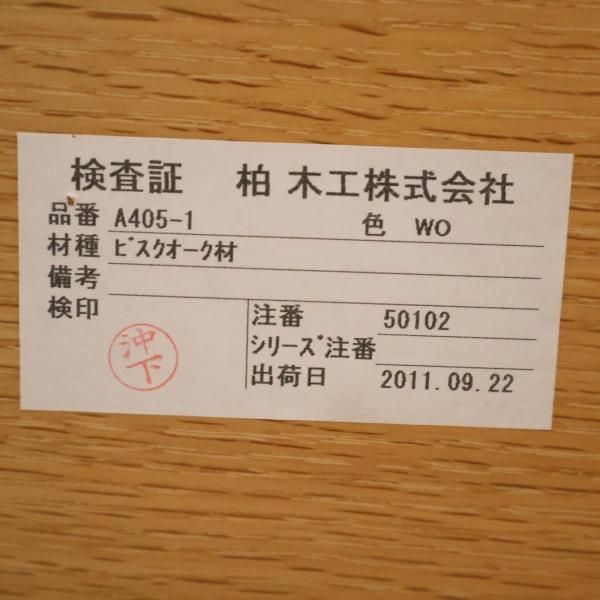 検査証 柏木工株式会社
品番 A405-1 色 WO
材種 ﾋﾞｽｸｵｰｸ材
備考
検印
沖下
注番 50102
ｼﾘｰｽﾞ注番
出荷日 2011.09.22